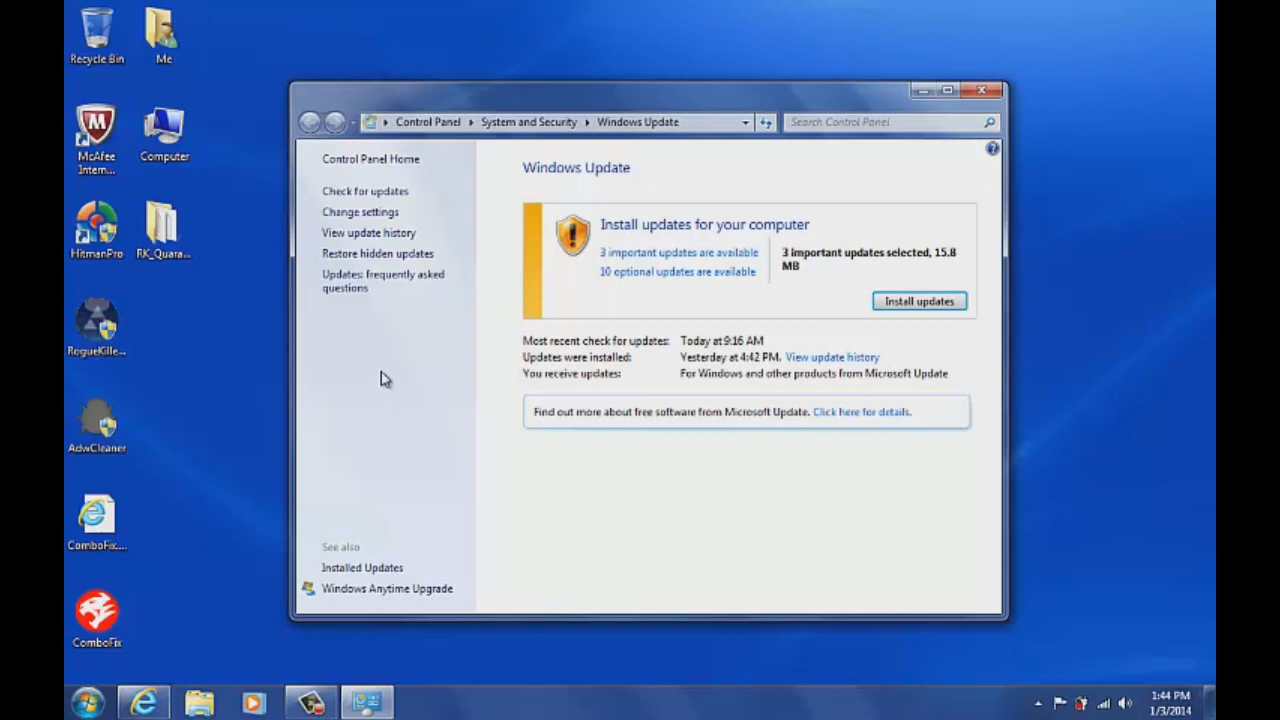 Recycle Bin
Me
McAfee
Intern...
Computer
HitmanPro
RK_Quara...
RogueKille...
AdwCleaner
ComboFix....
ComboFix
Control Panel
System and Security
Windows Update
Search Control Panel
Control Panel Home
Check for updates
Change settings
View update history
Restore hidden updates
Updates: frequently asked
questions
See also
Installed Updates
Windows Anytime Upgrade
Windows Update
Install updates for your computer
3 important updates are available
10 optional updates are available
3 important updates selected, 15.8
MB
Install updates
Most recent check for updates: Today at 9:16 AM
Updates were installed: Yesterday at 4:42 PM. View update history
You receive updates: For Windows and other products from Microsoft Update
Find out more about free software from Microsoft Update. Click here for details.
1:44 PM
1/3/2014